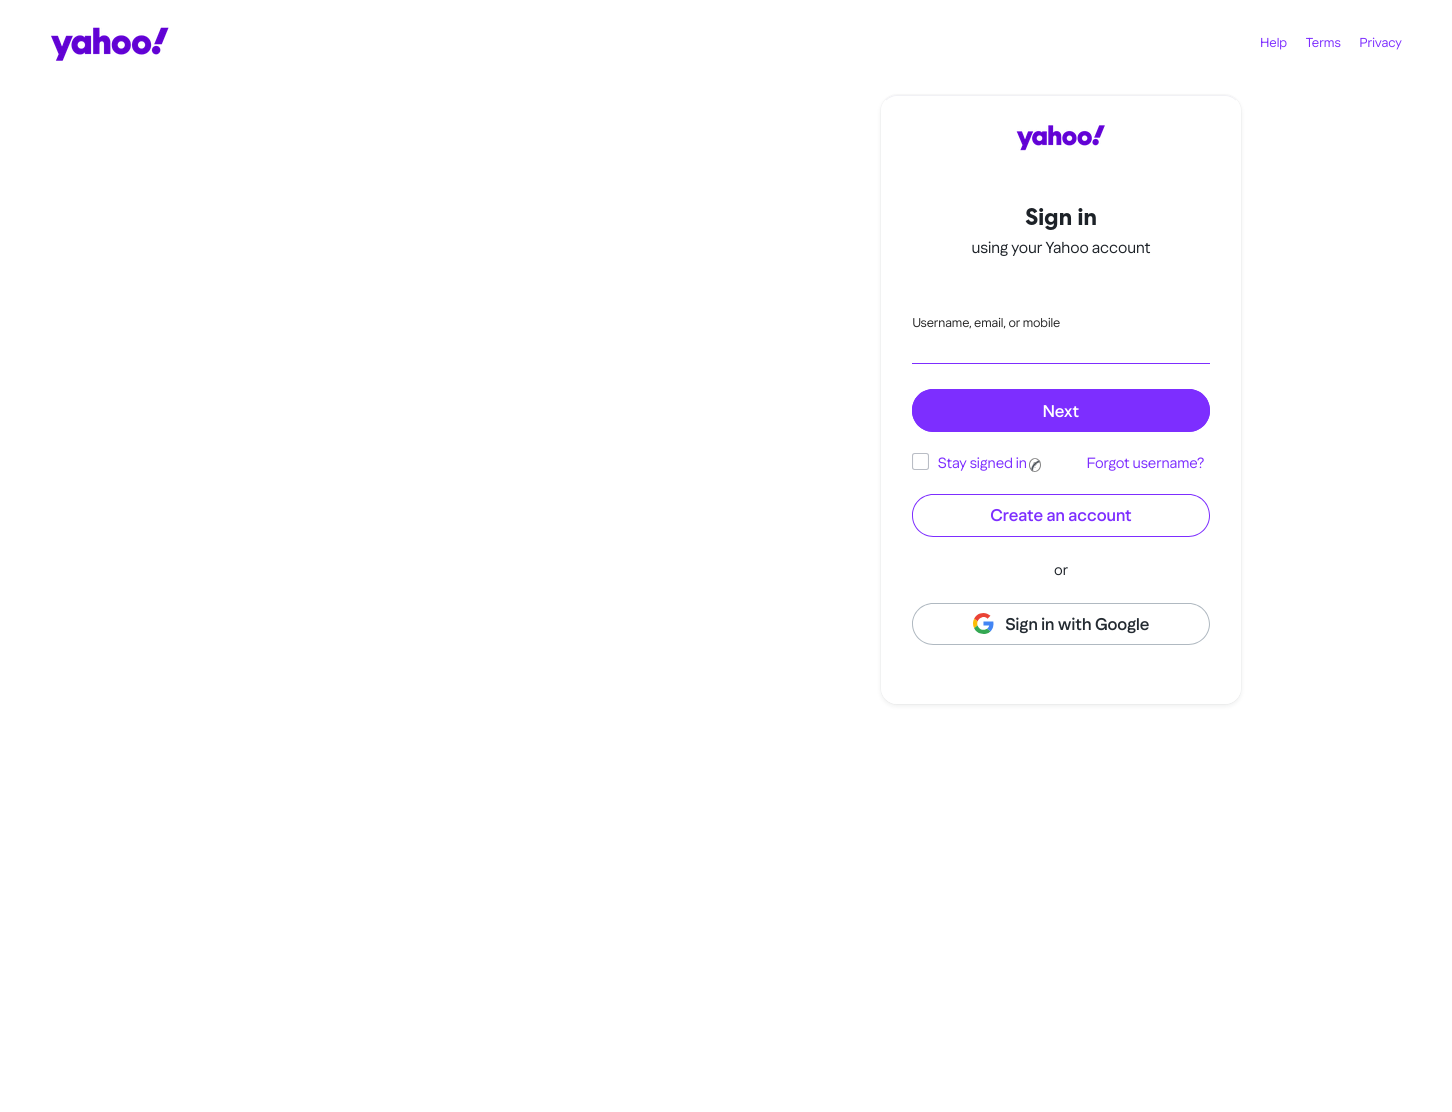 yahoo!
Help Terms Privacy
yahoo!
Sign in
using your Yahoo account
Username, email, or mobile
Next
Stay signed in Forgot username?
Create an account
or
Sign in with Google